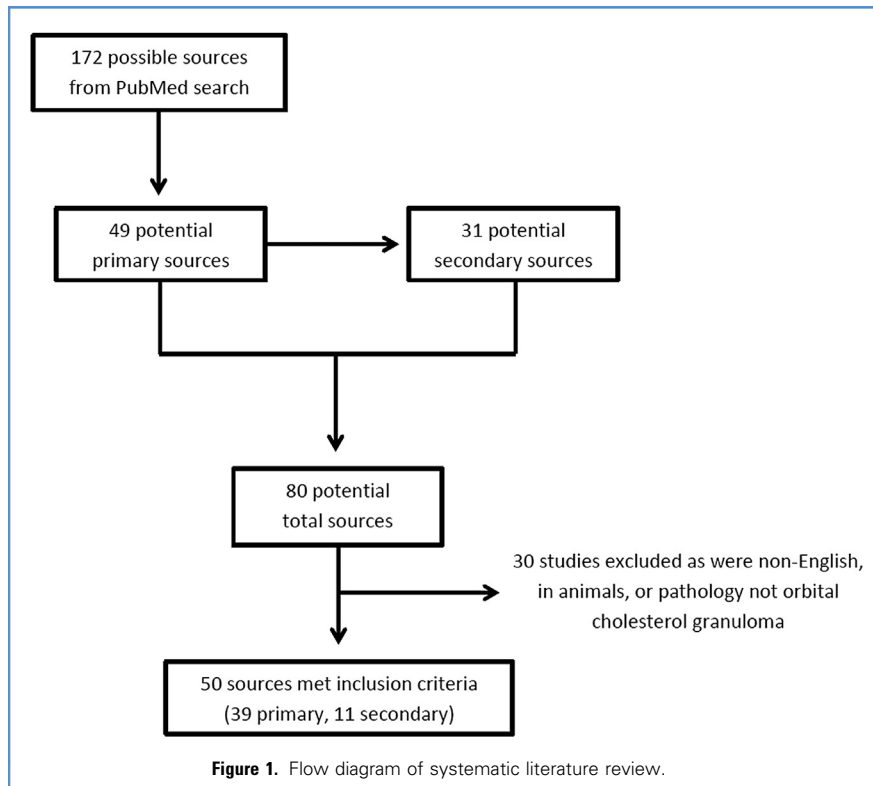 172 possible sources
from PubMed search
49 potential
primary sources
31 potential
secondary sources
80 potential
total sources
30 studies excluded as were non-English,
in animals, or pathology not orbital
cholesterol granuloma
50 sources met inclusion criteria
(39 primary, 11 secondary)
Figure 1. Flow diagram of systematic literature review.